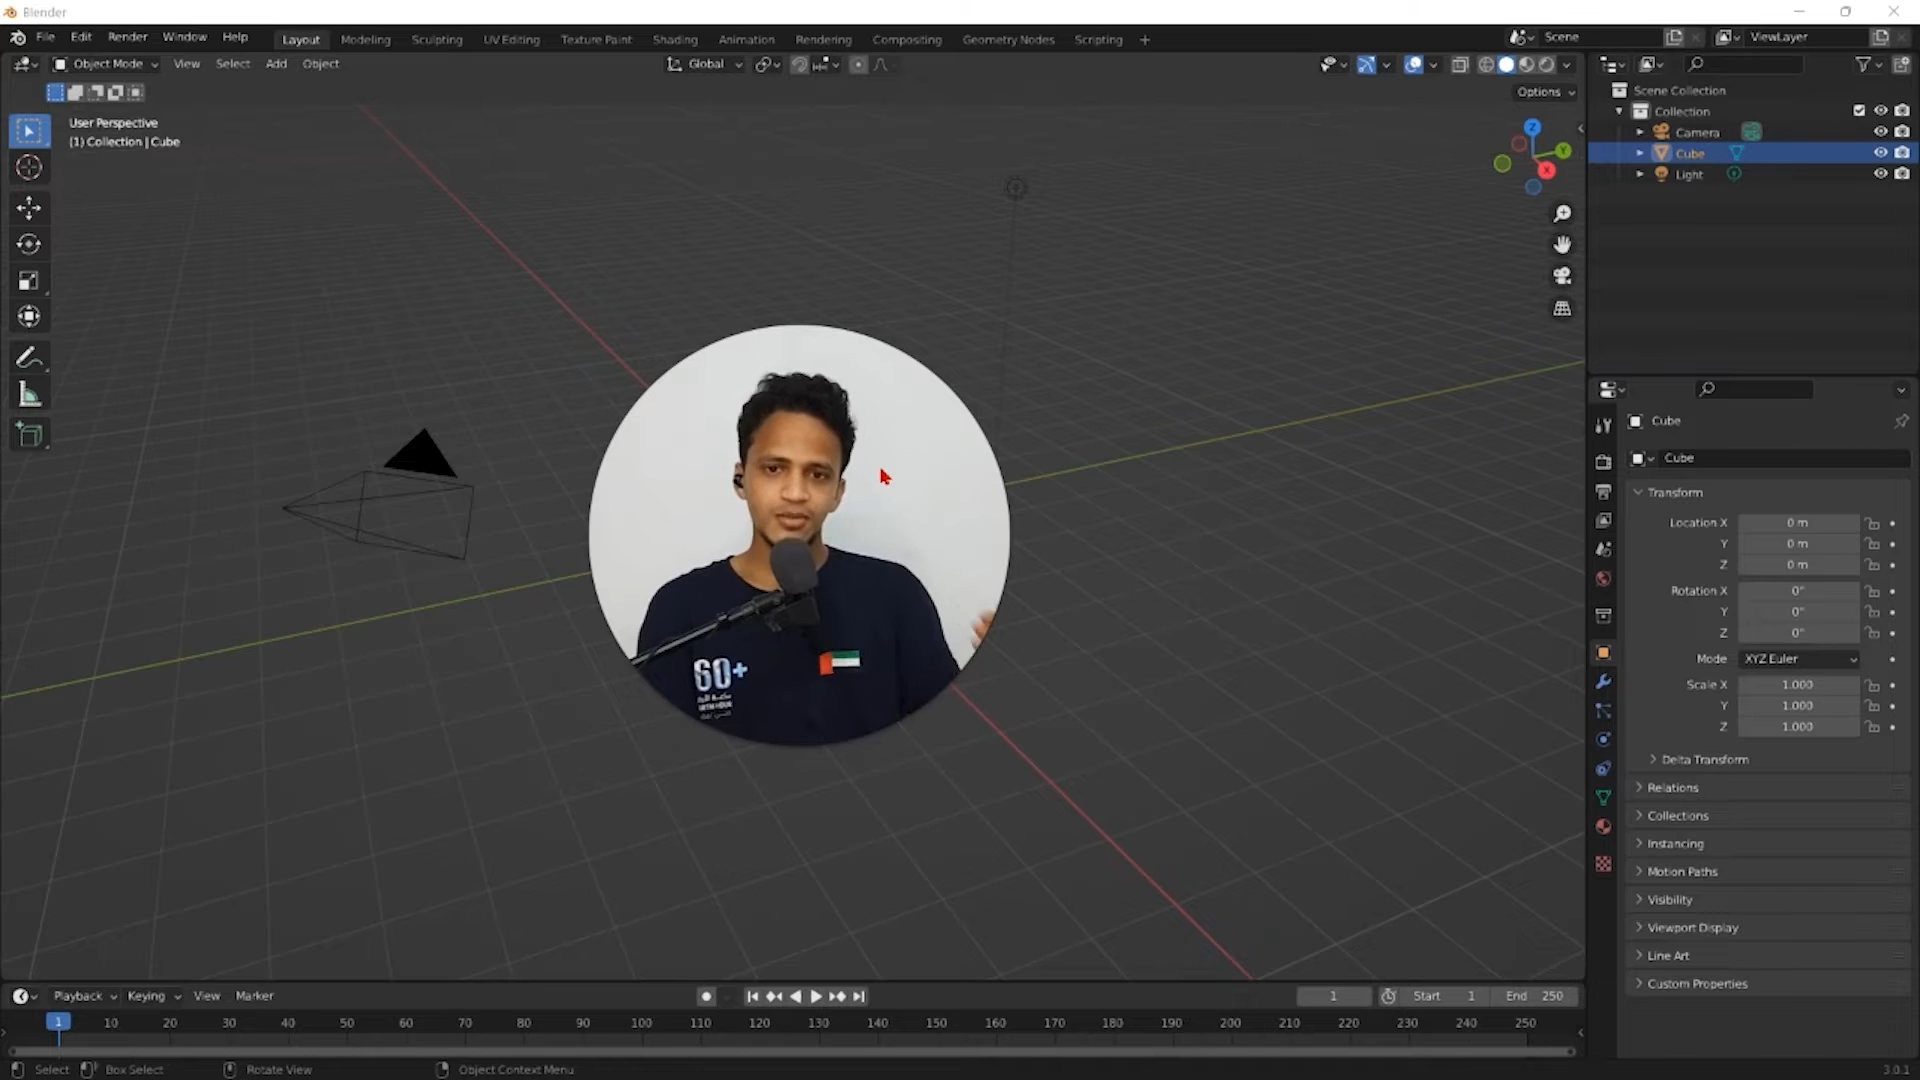 Blender
File Edit Render Window Help Layout Modeling Sculpting UV Editing Texture Paint Shading Animation Rendering Compositing Geometry Nodes Scripting + Scene ViewLayer
Object Mode View Select Add Object Global
Options
User Perspective
(1) Collection | Cube
Z
Y
X
Scene Collection
Collection
Camera
Cube
Light
Cube
Cube
Transform
Location X 0 m
Y 0 m
Z 0 m
Rotation X 0°
Y 0°
Z 0°
Mode XYZ Euler
Scale X 1.000
Y 1.000
Z 1.000
Delta Transform
Relations
Collections
Instancing
Motion Paths
Visibility
Viewport Display
Line Art
Custom Properties
60+
Playback Keying View Marker 1 Start 1 End 250
1 10 20 30 40 50 60 70 80 90 100 110 120 130 140 150 160 170 180 190 200 210 220 230 240 250
Select Box Select Rotate View Object Context Menu 3.0.1